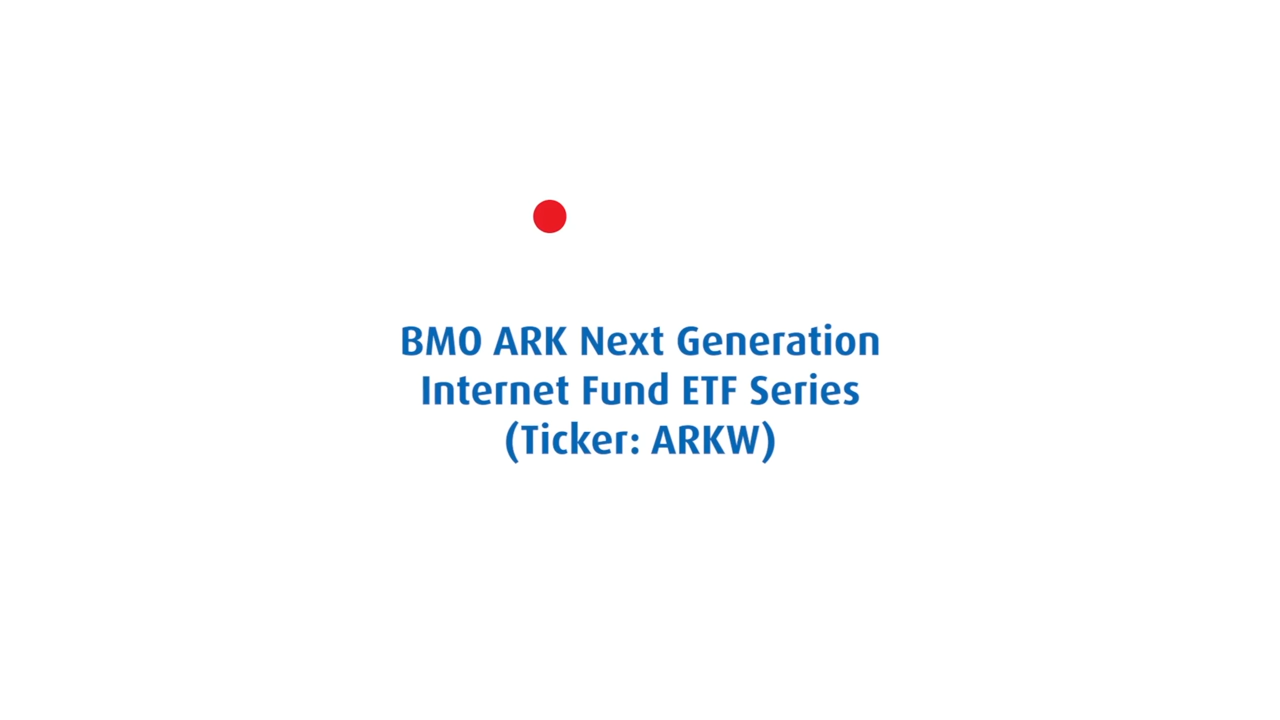 BMO ARK Next Generation
Internet Fund ETF Series
(Ticker: ARKW)